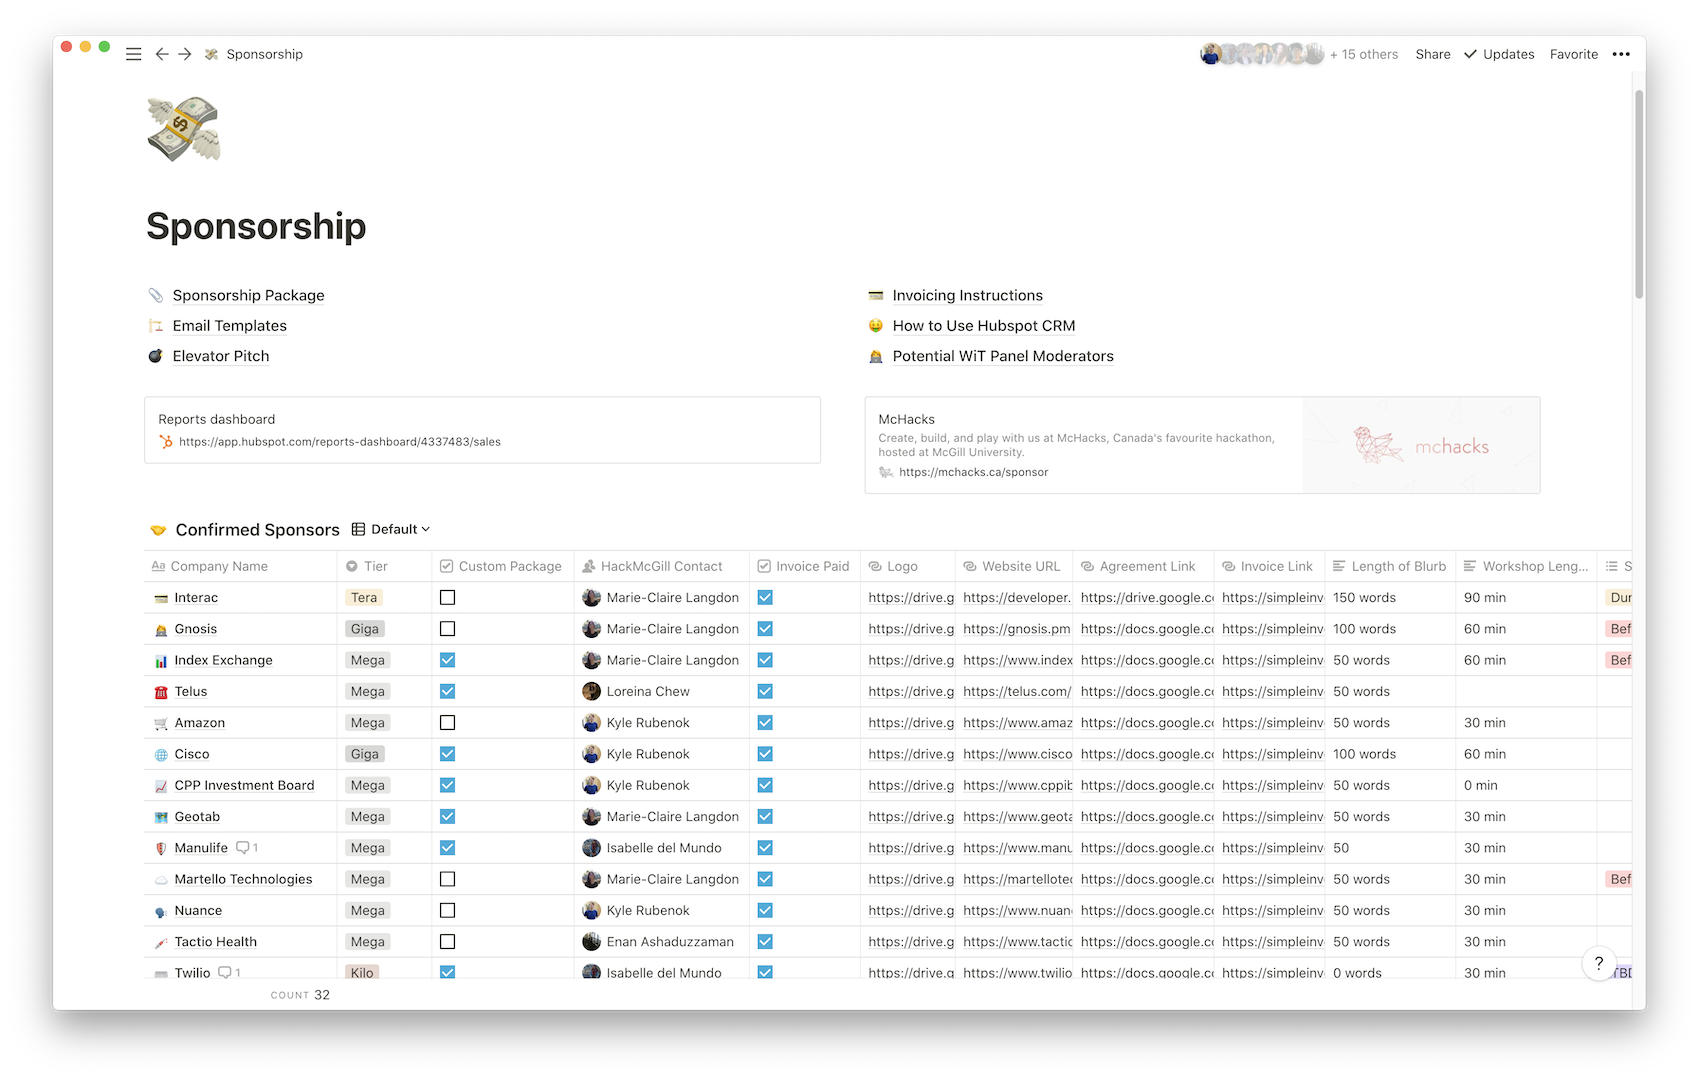 Sponsorship
+ 15 others Share Updates Favorite
Sponsorship
Sponsorship Package
Email Templates
Elevator Pitch
Invoicing Instructions
How to Use Hubspot CRM
Potential WiT Panel Moderators
Reports dashboard
https://app.hubspot.com/reports-dashboard/4337483/sales
McHacks
Create, build, and play with us at McHacks, Canada's favourite hackathon,
hosted at McGill University.
https://mchacks.ca/sponsor
mchacks
Confirmed Sponsors Default
Aa Company Name Tier Custom Package HackMcGill Contact Invoice Paid Logo Website URL Agreement Link Invoice Link Length of Blurb Workshop Leng... S
Interac Tera Marie-Claire Langdon https://drive.g https://developer. https://drive.google.co https://simpleinv 150 words 90 min Dur
Gnosis Giga Marie-Claire Langdon https://drive.g https://gnosis.pm https://docs.google.co https://simpleinv 100 words 60 min Bef
Index Exchange Mega Marie-Claire Langdon https://drive.g https://www.index https://docs.google.co https://simpleinv 50 words 60 min Bef
Telus Mega Loreina Chew https://drive.g https://telus.com/ https://docs.google.co https://simpleinv 50 words
Amazon Mega Kyle Rubenok https://drive.g https://www.amaz https://docs.google.co https://simpleinv 50 words 30 min
Cisco Giga Kyle Rubenok https://drive.g https://www.cisco https://docs.google.co https://simpleinv 100 words 60 min
CPP Investment Board Mega Kyle Rubenok https://drive.g https://www.cppib https://docs.google.co https://simpleinv 50 words 0 min
Geotab Mega Marie-Claire Langdon https://drive.g https://www.geota https://docs.google.co https://simpleinv 50 words 30 min
Manulife 1 Mega Isabelle del Mundo https://drive.g https://www.manu https://docs.google.co https://simpleinv 50 30 min
Martello Technologies Mega Marie-Claire Langdon https://drive.g https://martellotec https://docs.google.co https://simpleinv 50 words 30 min Bef
Nuance Mega Kyle Rubenok https://drive.g https://www.nuan https://docs.google.co https://simpleinv 50 words 30 min
Tactio Health Mega Enan Ashaduzzaman https://drive.g https://www.tactic https://docs.google.co https://simpleinv 50 words 30 min
Twilio 1 Kilo Isabelle del Mundo https://drive.g https://www.twilio https://docs.google.co https://simpleinv 0 words 30 min TBD
?
COUNT 32